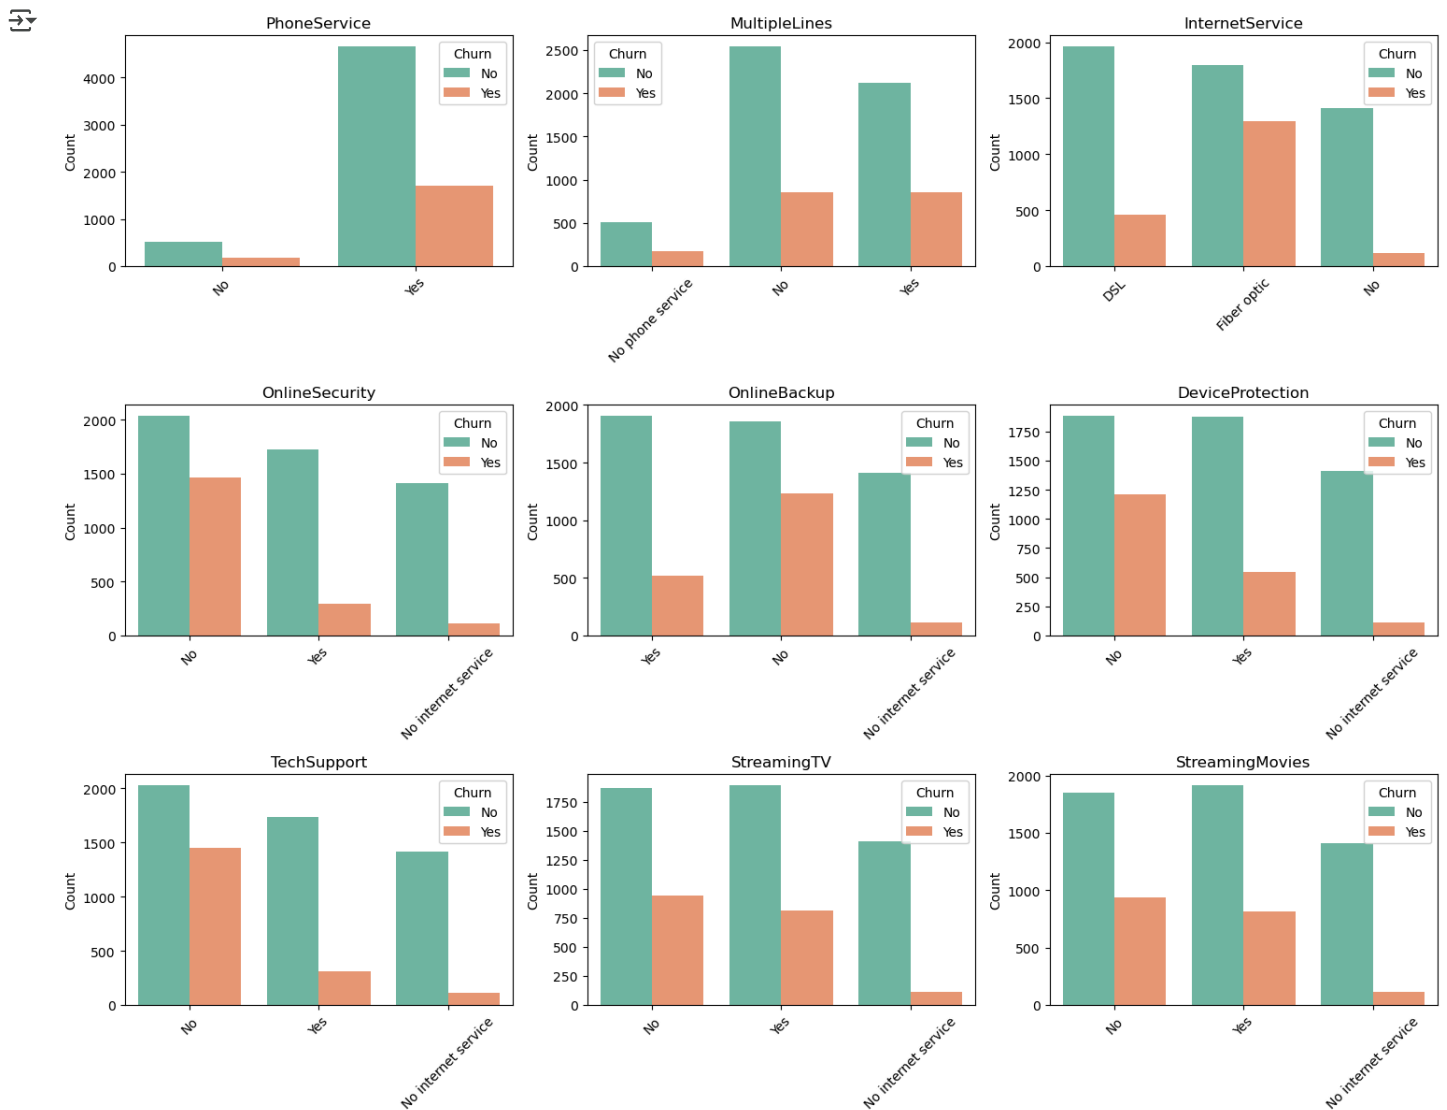 PhoneService
Count
4000
3000
2000
1000
0
No
Yes
Churn
No
Yes
MultipleLines
Count
2500
2000
1500
1000
500
0
No phone service
No
Yes
Churn
No
Yes
InternetService
Count
2000
1500
1000
500
0
DSL
Fiber optic
No
Churn
No
Yes
OnlineSecurity
Count
2000
1500
1000
500
0
No
Yes
No internet service
Churn
No
Yes
OnlineBackup
Count
2000
1500
1000
500
0
Yes
No
No internet service
Churn
No
Yes
DeviceProtection
Count
1750
1500
1250
1000
750
500
250
0
No
Yes
No internet service
Churn
No
Yes
TechSupport
Count
2000
1500
1000
500
0
No
Yes
No internet service
Churn
No
Yes
StreamingTV
Count
1750
1500
1250
1000
750
500
250
0
No
Yes
No internet service
Churn
No
Yes
StreamingMovies
Count
2000
1500
1000
500
0
No
Yes
No internet service
Churn
No
Yes